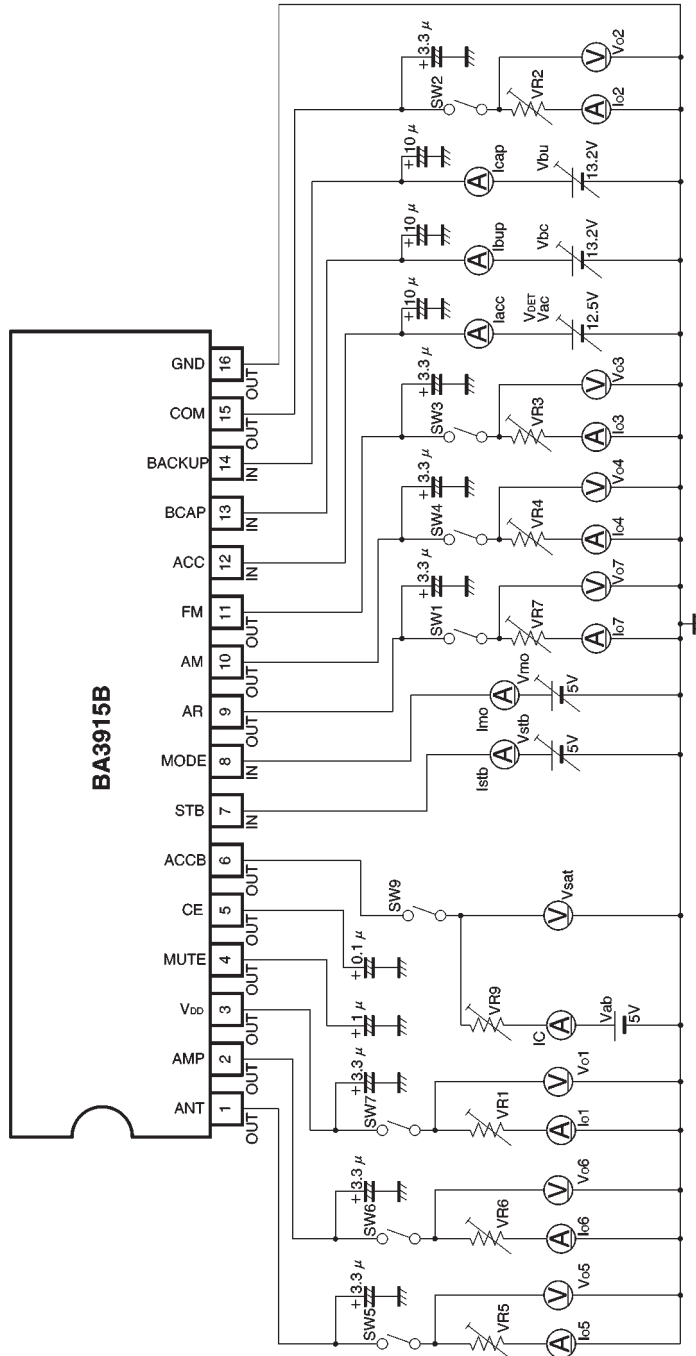 BA3915B
GND
COM
BACKUP
BCAP
ACC
FM
AM
AR
MODE
STB
ACCB
CE
MUTE
VDD
AMP
ANT
16
15
14
13
12
11
10
9
8
7
6
5
4
3
2
1
OUT
OUT
IN
IN
IN
OUT
OUT
OUT
IN
IN
OUT
OUT
OUT
OUT
OUT
OUT
+ 3.3 μ
SW2
VR2
V
Vo2
A
Io2
+ 10 μ
A
Icap
Vbu
13.2V
+ 10 μ
A
Ibup
Vbc
13.2V
+ 10 μ
A
Iacc
VDET
Vac
12.5V
+ 3.3 μ
SW3
VR3
V
Vo3
A
Io3
+ 3.3 μ
SW4
VR4
V
Vo4
A
Io4
+ 3.3 μ
SW1
VR7
V
Vo7
A
Io7
Imo
A
Vmo
5V
Istb
A
Vstb
5V
SW9
V
Vsat
VR9
IC
A
Vab
5V
+ 0.1 μ
+ 1 μ
+ 3.3 μ
SW7
VR1
V
Vo1
A
Io1
+ 3.3 μ
SW6
VR6
V
Vo6
A
Io6
+ 3.3 μ
SW5
VR5
V
Vo5
A
Io5